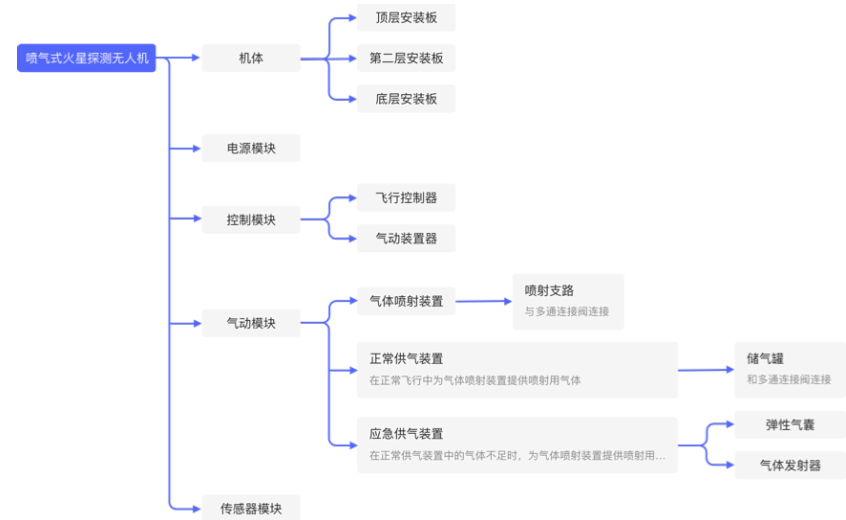 喷气式火星探测无人机
机体
顶层安装板
第二层安装板
底层安装板
电源模块
控制模块
飞行控制器
气动装置器
气动模块
气体喷射装置
喷射支路
与多通连接阀连接
正常供气装置
在正常飞行中为气体喷射装置提供喷射用气体
储气罐
和多通连接阀连接
应急供气装置
在正常供气装置中的气体不足时，为气体喷射装置提供喷射用...
弹性气囊
气体发射器
传感器模块